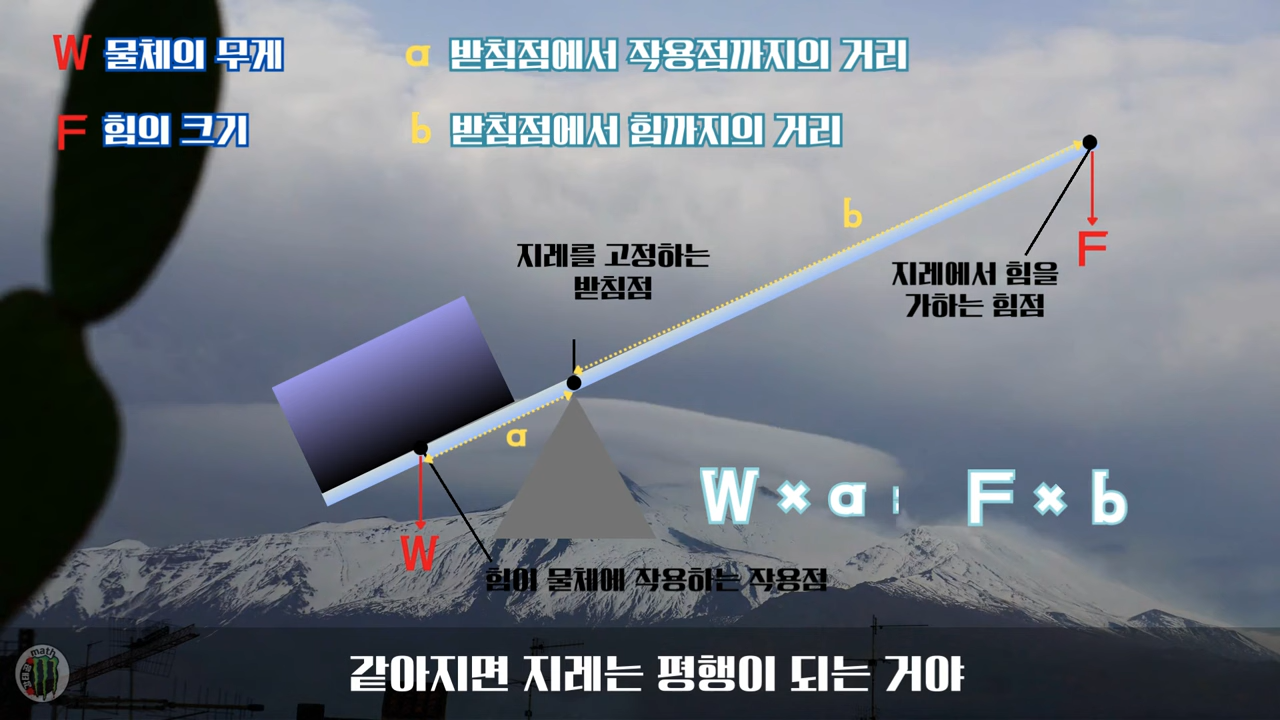 W 물체의 무게
a 받침점에서 작용점까지의 거리
F 힘의 크기
b 받침점에서 힘까지의 거리
b
지레를 고정하는
받침점
F
지레에서 힘을
가하는 힘점
a
W × a
F × b
W
힘이 물체에 작용하는 작용점
같아지면 지레는 평행이 되는 거야
math